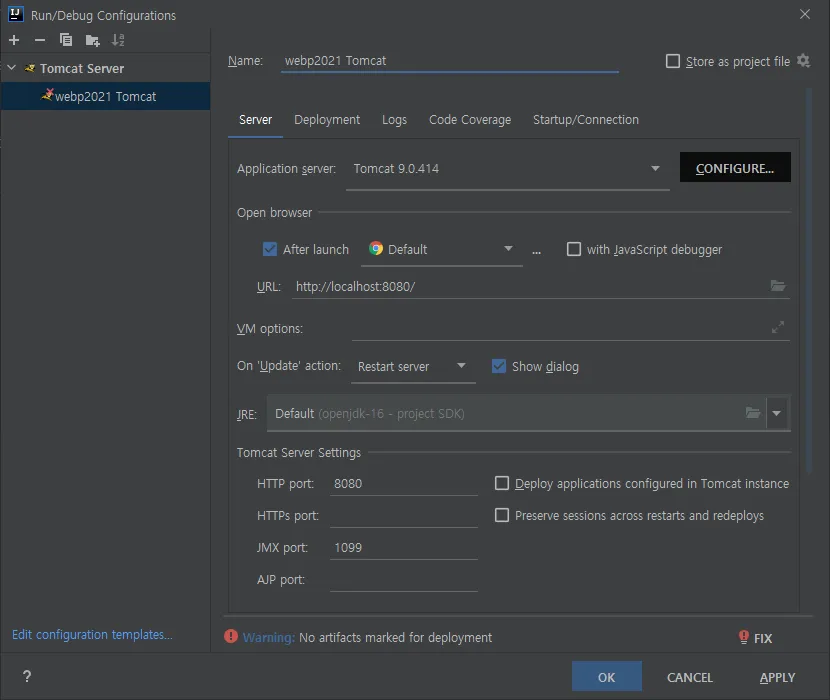 IJ Run/Debug Configurations
Tomcat Server
webp2021 Tomcat
Edit configuration templates...
Name: webp2021 Tomcat
Store as project file
Server Deployment Logs Code Coverage Startup/Connection
Application server: Tomcat 9.0.414 CONFIGURE...
Open browser
After launch Default ... with JavaScript debugger
URL: http://localhost:8080/
VM options:
On 'Update' action: Restart server Show dialog
JRE: Default (openjdk-16 - project SDK)
Tomcat Server Settings
HTTP port: 8080 Deploy applications configured in Tomcat instance
HTTPs port: Preserve sessions across restarts and redeploys
JMX port: 1099
AJP port:
Warning: No artifacts marked for deployment FIX
? OK CANCEL APPLY